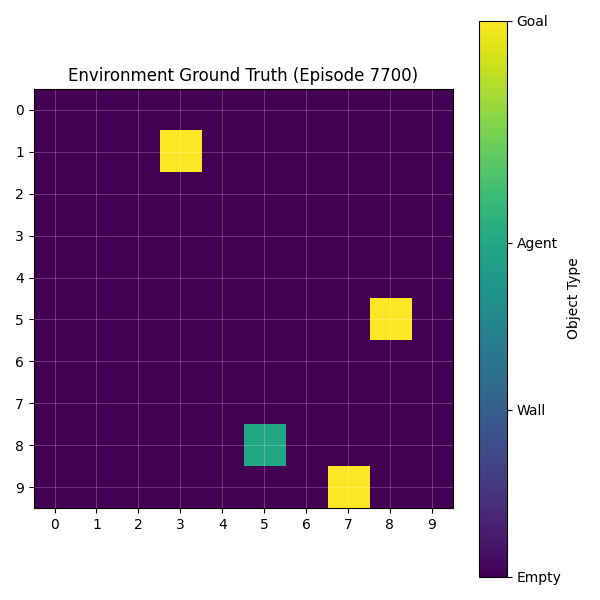 Environment Ground Truth (Episode 7700)
0
1
2
3
4
5
6
7
8
9
0 1 2 3 4 5 6 7 8 9
Goal
Agent
Wall
Empty
Object Type